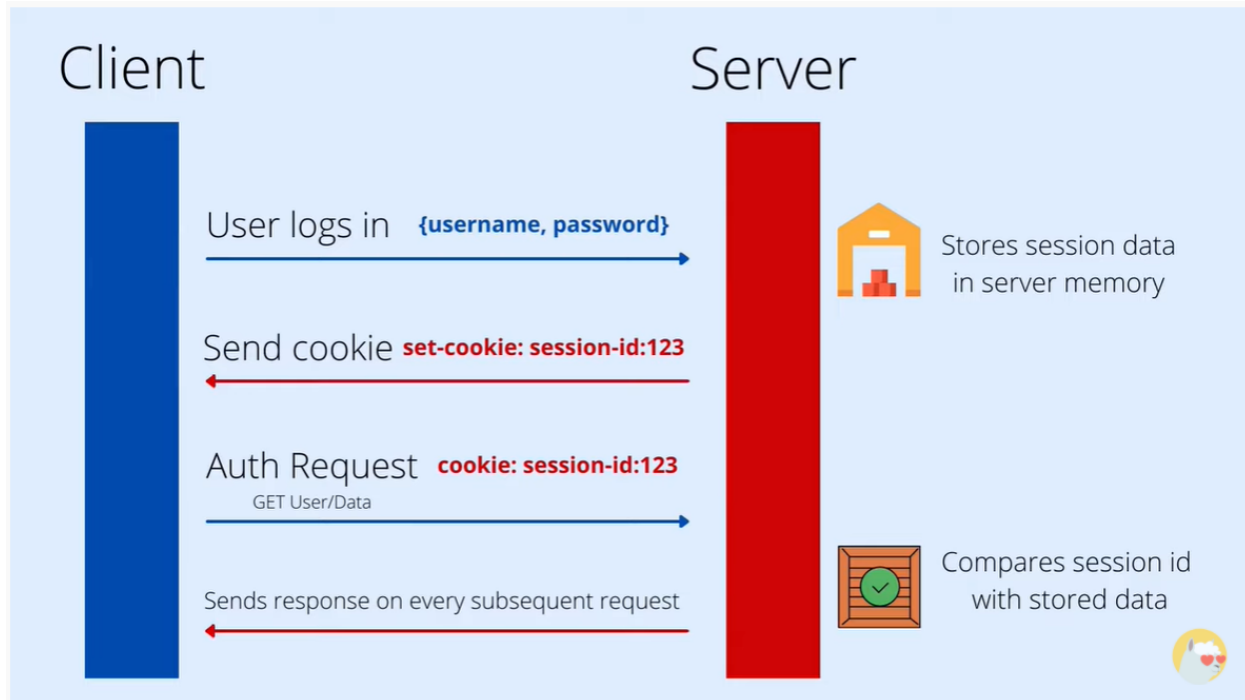 Client
Server
User logs in {username, password}
Stores session data
in server memory
Send cookie set-cookie: session-id:123
Auth Request cookie: session-id:123
GET User/Data
Compares session id
with stored data
Sends response on every subsequent request